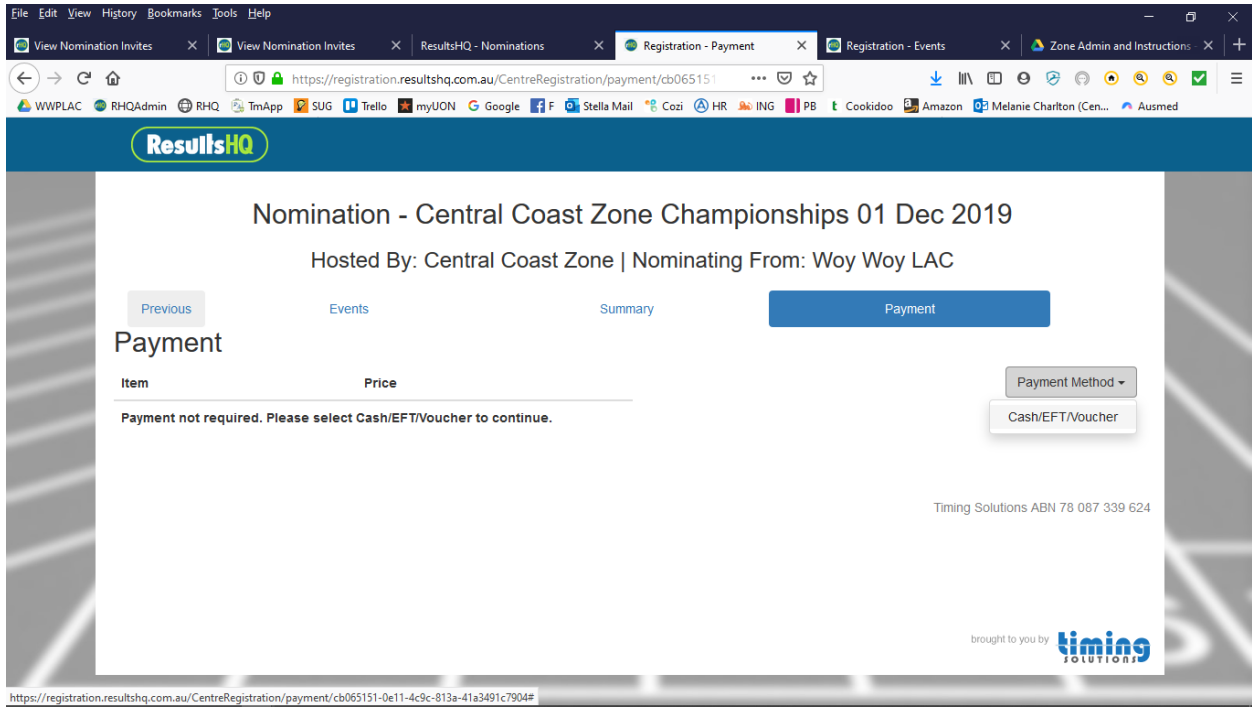 File Edit View History Bookmarks Tools Help
View Nomination Invites View Nomination Invites ResultsHQ - Nominations Registration - Payment Registration - Events Zone Admin and Instructions -
https://registration.resultshq.com.au/CentreRegistration/payment/cb065151
WWPLAC RHQAdmin RHQ TmApp SUG Trello myUON Google F Stella Mail Cozi HR ING PB Cookidoo Amazon Melanie Charlton (Cen... Ausmed
ResultsHQ
Nomination - Central Coast Zone Championships 01 Dec 2019
Hosted By: Central Coast Zone | Nominating From: Woy Woy LAC
Previous Events Summary Payment
Payment
Item Price Payment Method
Payment not required. Please select Cash/EFT/Voucher to continue. Cash/EFT/Voucher
Timing Solutions ABN 78 087 339 624
brought to you by timing
SOLUTIONS
https://registration.resultshq.com.au/CentreRegistration/payment/cb065151-0e11-4c9c-813a-41a3491c7904#